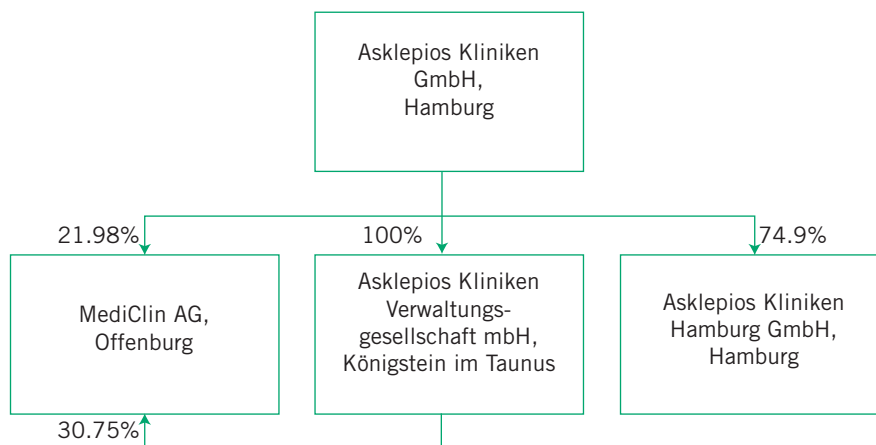 Asklepios Kliniken
GmbH,
Hamburg
21.98%
100%
74.9%
MediClin AG,
Offenburg
Asklepios Kliniken
Verwaltungs-
gesellschaft mbH,
Königstein im Taunus
Asklepios Kliniken
Hamburg GmbH,
Hamburg
30.75%